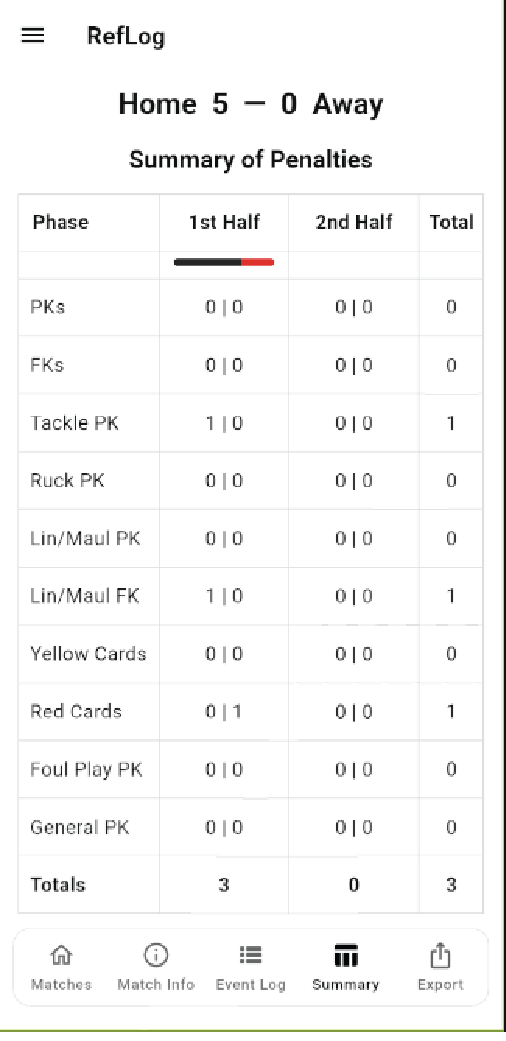 RefLog
Home 5 — 0 Away
Summary of Penalties
Phase 1st Half 2nd Half Total
PKs 0 | 0 0 | 0 0
FKs 0 | 0 0 | 0 0
Tackle PK 1 | 0 0 | 0 1
Ruck PK 0 | 0 0 | 0 0
Lin/Maul PK 0 | 0 0 | 0 0
Lin/Maul FK 1 | 0 0 | 0 1
Yellow Cards 0 | 0 0 | 0 0
Red Cards 0 | 1 0 | 0 1
Foul Play PK 0 | 0 0 | 0 0
General PK 0 | 0 0 | 0 0
Totals 3 0 3
Matches Match Info Event Log Summary Export